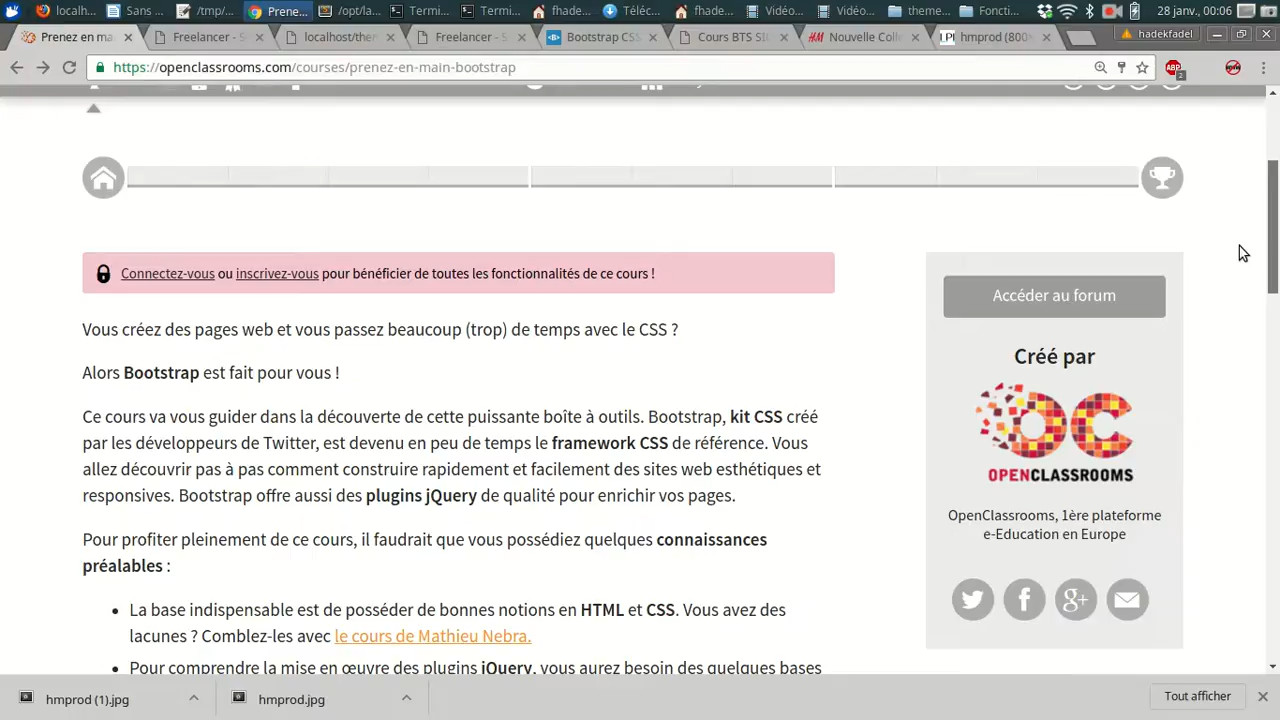 localh...
Sans ...
/tmp/...
Prene...
/opt/la...
Termi...
Termi...
fhade...
Téléc...
fhade...
Vidéo...
Vidéo...
theme...
Foncti...
28 janv., 00:06
Prenez en ma
Freelancer - S
localhost/the
Freelancer - S
Bootstrap CSS
Cours BTS SI
Nouvelle Coll
hmprod (800×
hadekfadel
https://openclassrooms.com/courses/prenez-en-main-bootstrap
ABP
2
Connectez-vous ou inscrivez-vous pour bénéficier de toutes les fonctionnalités de ce cours !
Vous créez des pages web et vous passez beaucoup (trop) de temps avec le CSS ?
Alors Bootstrap est fait pour vous !
Ce cours va vous guider dans la découverte de cette puissante boîte à outils. Bootstrap, kit CSS créé
par les développeurs de Twitter, est devenu en peu de temps le framework CSS de référence. Vous
allez découvrir pas à pas comment construire rapidement et facilement des sites web esthétiques et
responsives. Bootstrap offre aussi des plugins jQuery de qualité pour enrichir vos pages.
Pour profiter pleinement de ce cours, il faudrait que vous possédiez quelques connaissances
préalables :
• La base indispensable est de posséder de bonnes notions en HTML et CSS. Vous avez des
lacunes ? Comblez-les avec le cours de Mathieu Nebra.
• Pour comprendre la mise en œuvre des plugins jQuery, vous aurez besoin des quelques bases
Accéder au forum
Créé par
OC
OPENCLASSROOMS
OpenClassrooms, 1ère plateforme
e-Education en Europe
hmprod (1).jpg
hmprod.jpg
Tout afficher